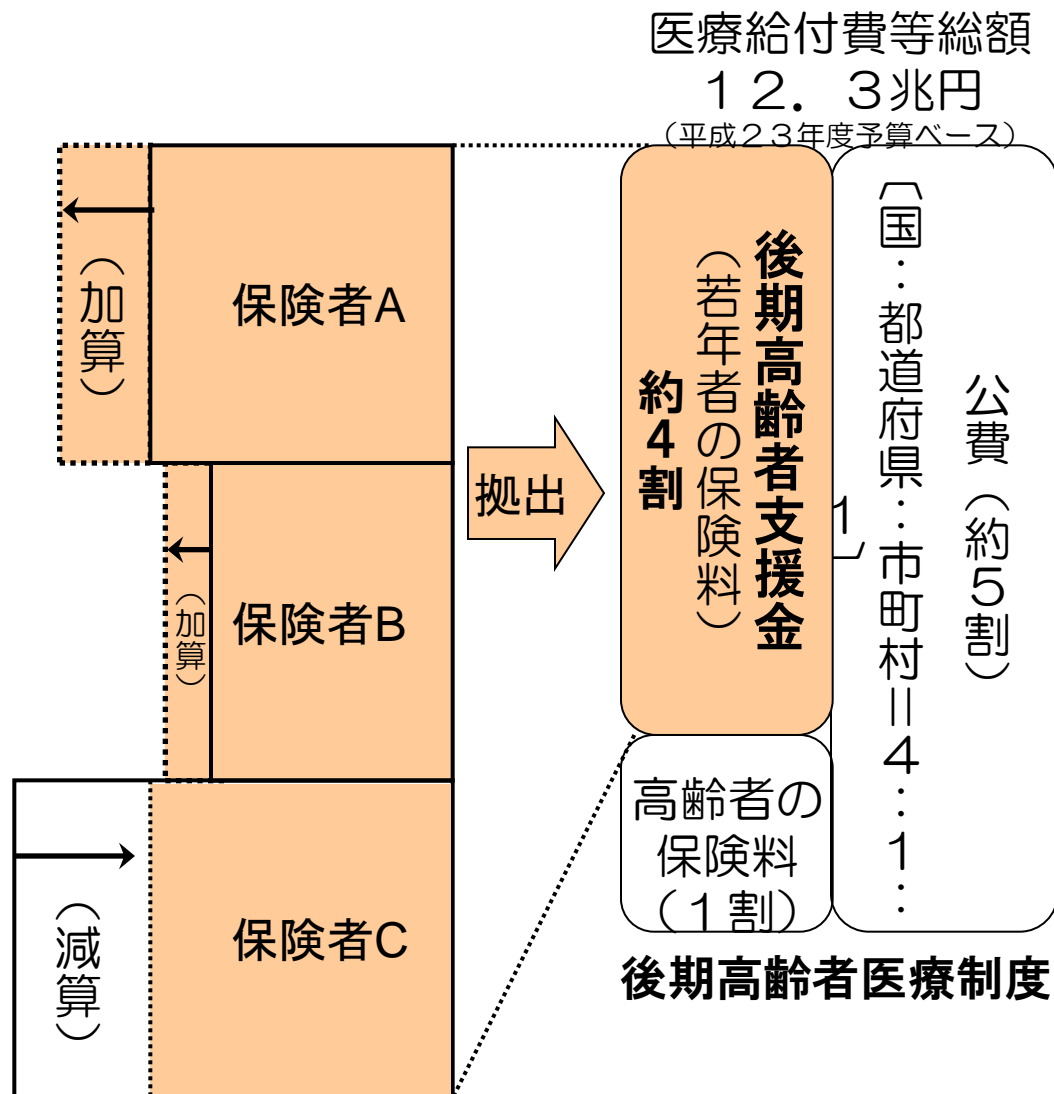 医療給付費等総額
１２．３兆円
（平成２３年度予算ベース）
（加算）
保険者A
（加算）
保険者B
（減算）
保険者C
拠出
後期高齢者支援金
（若年者の保険料）
約４割
公費（約５割）
〔国：都道府県：市町村＝４：１：
１〕
高齢者の
保険料
（１割）
後期高齢者医療制度